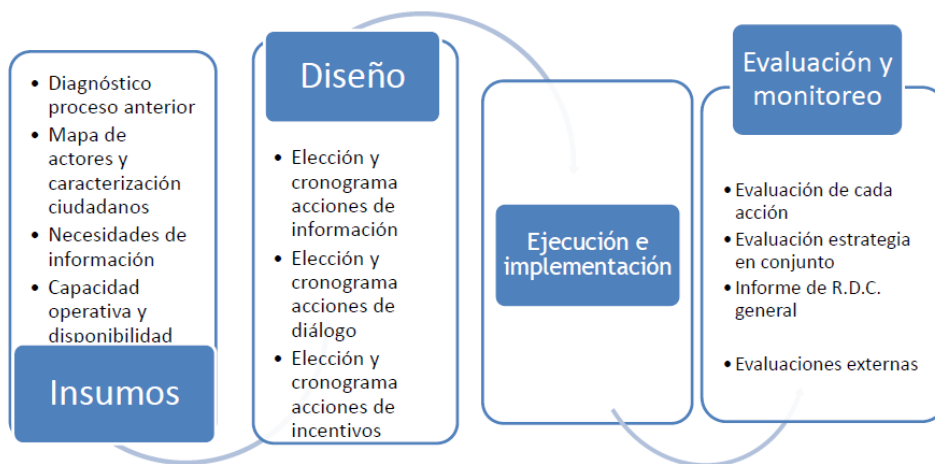 • Diagnóstico
proceso anterior
• Mapa de
actores y
caracterización
ciudadanos
• Necesidades de
información
• Capacidad
operativa y
disponibilidad
Insumos
Diseño
• Elección y
cronograma
acciones de
información
• Elección y
cronograma
acciones de
diálogo
• Elección y
cronograma
acciones de
incentivos
Ejecución e
implementación
Evaluación y
monitoreo
• Evaluación de cada
acción
• Evaluación estrategia
en conjunto
• Informe de R.D.C.
general
• Evaluaciones externas